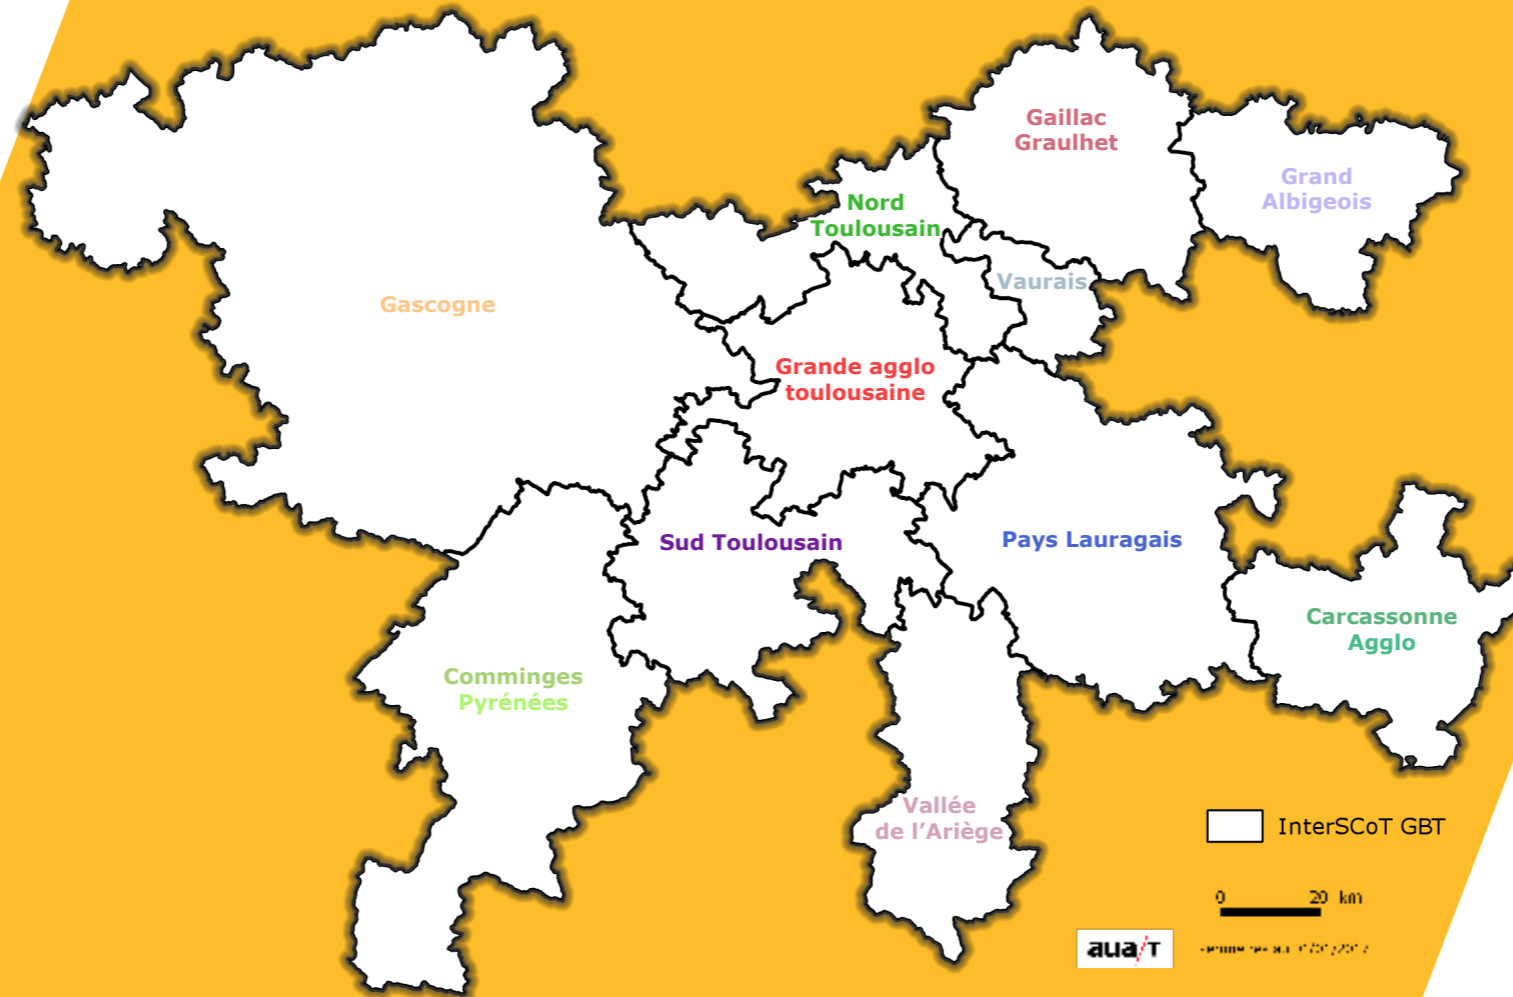 Gaillac
Graulhet
Grand
Albigeois
Nord
Toulousain
Vaurais
Gascogne
Grande agglo
toulousaine
Sud Toulousain
Pays Lauragais
Carcassonne
Agglo
Comminges
Pyrénées
Vallée
de l’Ariège
InterSCoT GBT
0 20 km
aua/T